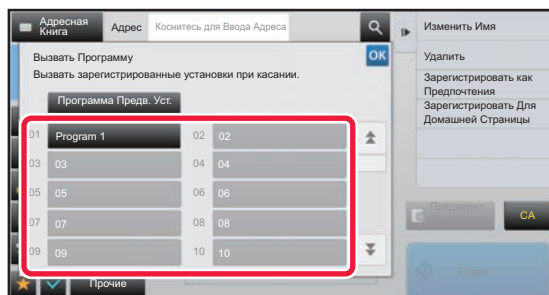 Адресная Книга
Адрес
Коснитесь для Ввода Адреса
Изменить Имя
Вызвать Программу
OK
Удалить
Вызвать зарегистрированные установки при касании.
Зарегистрировать как Предпочтения
Программа Предв. Уст.
Зарегистрировать Для Домашней Страницы
01 Program 1
02 02
03 03
04 04
05 05
06 06
07 07
08 08
09 09
10 10
Предварит.
CA
Прочие
Старт